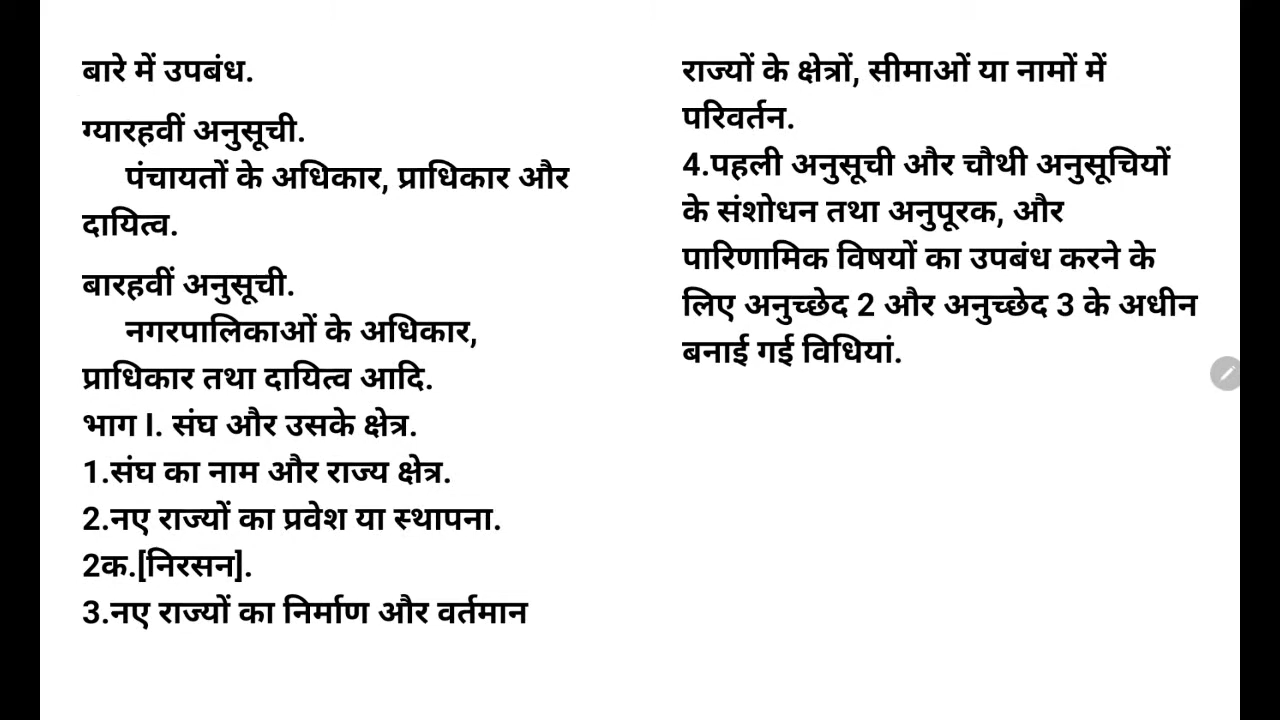 बारे में उपबंध.
ग्यारहवीं अनुसूची.
पंचायतों के अधिकार, प्राधिकार और
दायित्व.
बारहवीं अनुसूची.
नगरपालिकाओं के अधिकार,
प्राधिकार तथा दायित्व आदि.
भाग I. संघ और उसके क्षेत्र.
1.संघ का नाम और राज्य क्षेत्र.
2.नए राज्यों का प्रवेश या स्थापना.
2क.[निरसन].
3.नए राज्यों का निर्माण और वर्तमान
राज्यों के क्षेत्रों, सीमाओं या नामों में
परिवर्तन.
4.पहली अनुसूची और चौथी अनुसूचियों
के संशोधन तथा अनुपूरक, और
पारिणामिक विषयों का उपबंध करने के
लिए अनुच्छेद 2 और अनुच्छेद 3 के अधीन
बनाई गई विधियां.